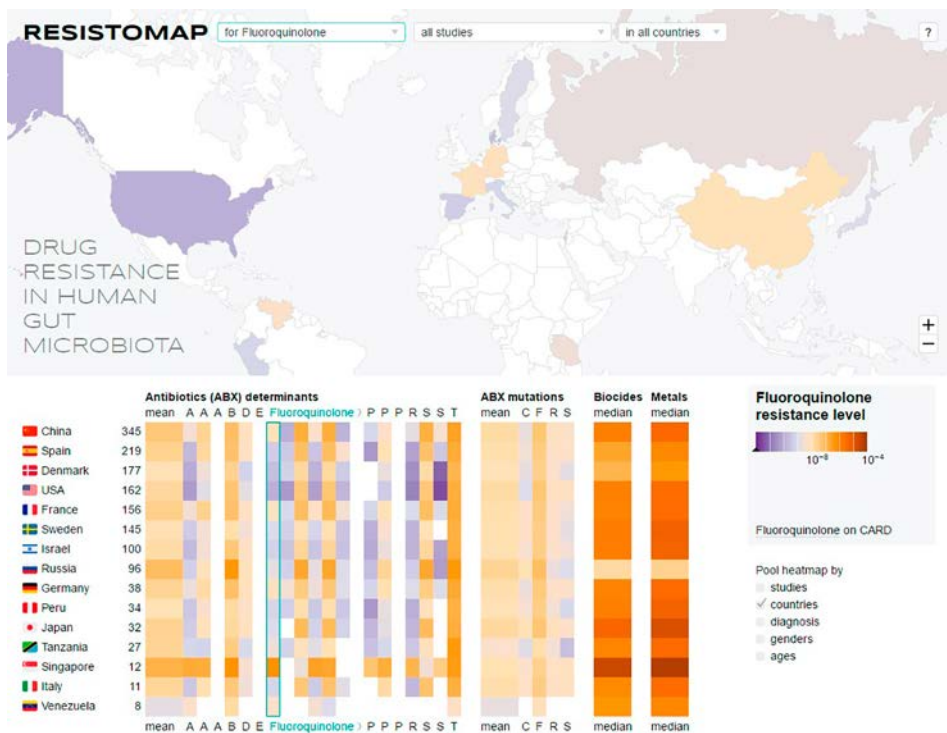 RESISTOMAP for Fluoroquinolone all studies in all countries ?
DRUG
RESISTANCE
IN HUMAN
GUT
MICROBIOTA
+
−
Antibiotics (ABX) determinants ABX mutations Biocides Metals
mean A A A B D E Fluoroquinolone › P P P R S S T mean C F R S median median
China 345
Spain 219
Denmark 177
USA 162
France 156
Sweden 145
Israel 100
Russia 96
Germany 38
Peru 34
Japan 32
Tanzania 27
Singapore 12
Italy 11
Venezuela 8
mean A A A B D E Fluoroquinolone › P P P R S S T mean C F R S median median
Fluoroquinolone
resistance level
10⁻⁸ 10⁻⁴
Fluoroquinolone on CARD
Pool heatmap by
studies
countries
diagnosis
genders
ages